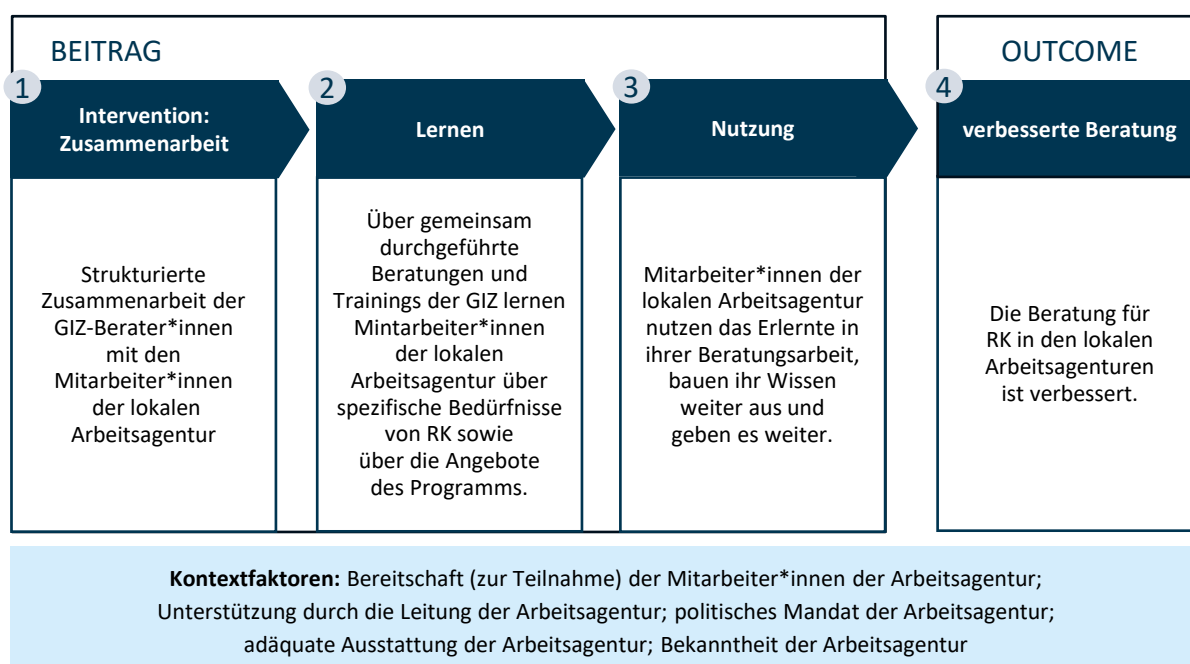 BEITRAG
OUTCOME
1
Intervention:
Zusammenarbeit
2
Lernen
3
Nutzung
4
verbesserte Beratung
Strukturierte
Zusammenarbeit der
GIZ-Berater*innen
mit den
Mitarbeiter*innen
der lokalen
Arbeitsagentur
Über gemeinsam
durchgeführte
Beratungen und
Trainings der GIZ lernen
Mintarbeiter*innen
der lokalen
Arbeitsagentur über
spezifische Bedürfnisse
von RK sowie
über die Angebote
des Programms.
Mitarbeiter*innen der
lokalen Arbeitsagentur
nutzen das Erlernte in
ihrer Beratungsarbeit,
bauen ihr Wissen
weiter aus und
geben es weiter.
Die Beratung für
RK in den lokalen
Arbeitsagenturen
ist verbessert.
Kontextfaktoren: Bereitschaft (zur Teilnahme) der Mitarbeiter*innen der Arbeitsagentur;
Unterstützung durch die Leitung der Arbeitsagentur; politisches Mandat der Arbeitsagentur;
adäquate Ausstattung der Arbeitsagentur; Bekanntheit der Arbeitsagentur